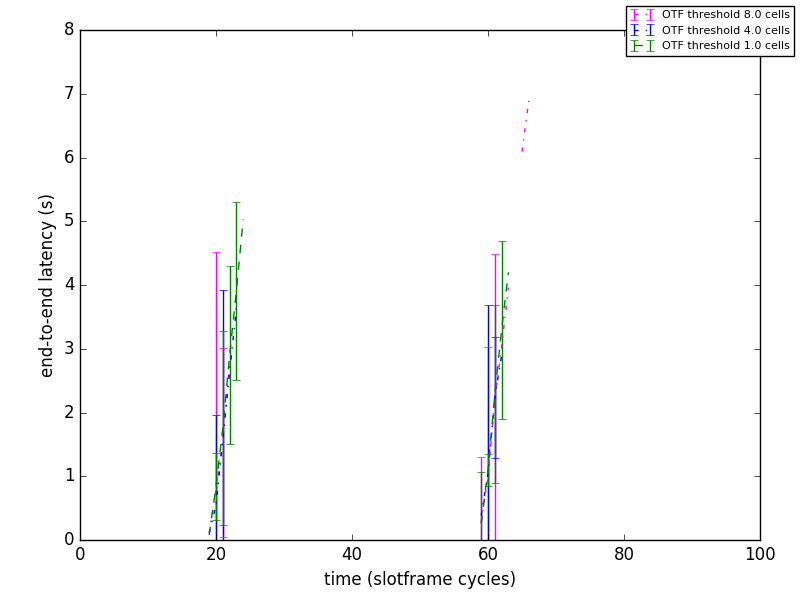 OTF threshold 8.0 cells
OTF threshold 4.0 cells
OTF threshold 1.0 cells
8
7
6
5
4
3
2
1
0
end-to-end latency (s)
0 20 40 60 80 100
time (slotframe cycles)